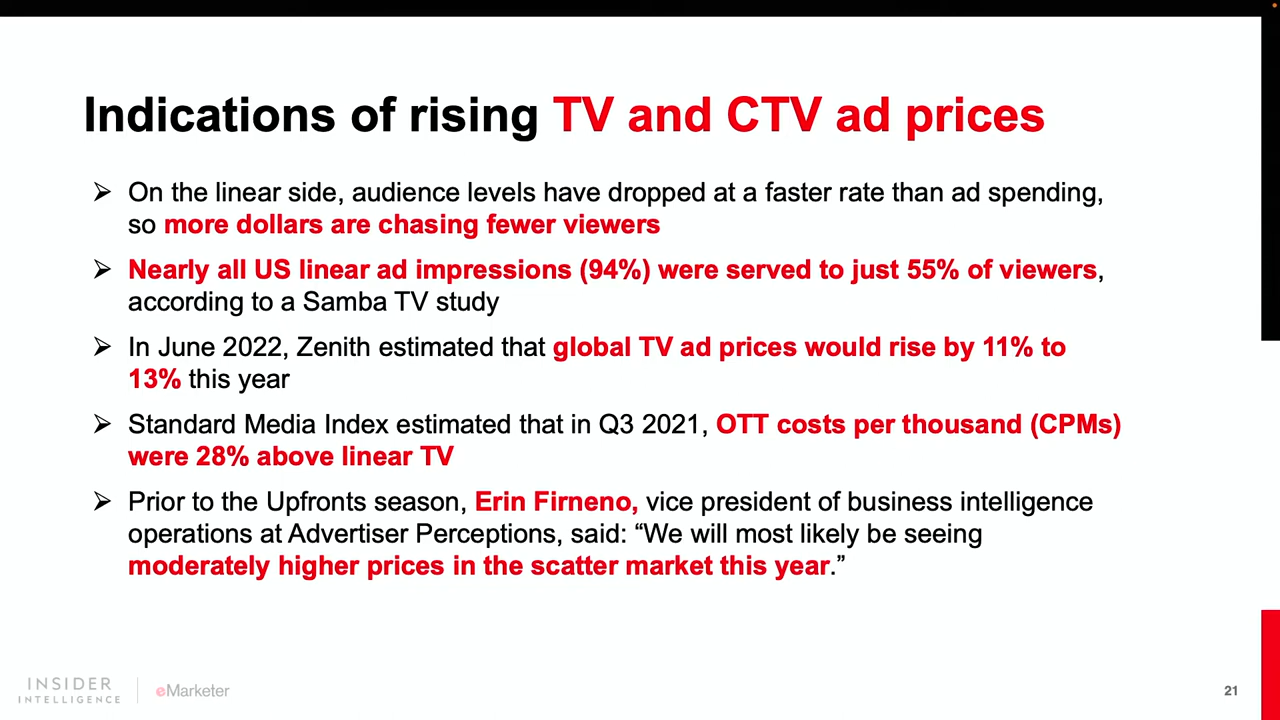 Indications of rising TV and CTV ad prices
➢ On the linear side, audience levels have dropped at a faster rate than ad spending,
so more dollars are chasing fewer viewers
➢ Nearly all US linear ad impressions (94%) were served to just 55% of viewers,
according to a Samba TV study
➢ In June 2022, Zenith estimated that global TV ad prices would rise by 11% to
13% this year
➢ Standard Media Index estimated that in Q3 2021, OTT costs per thousand (CPMs)
were 28% above linear TV
➢ Prior to the Upfronts season, Erin Firneno, vice president of business intelligence
operations at Advertiser Perceptions, said: “We will most likely be seeing
moderately higher prices in the scatter market this year.”
INSIDER
INTELLIGENCE
eMarketer
21